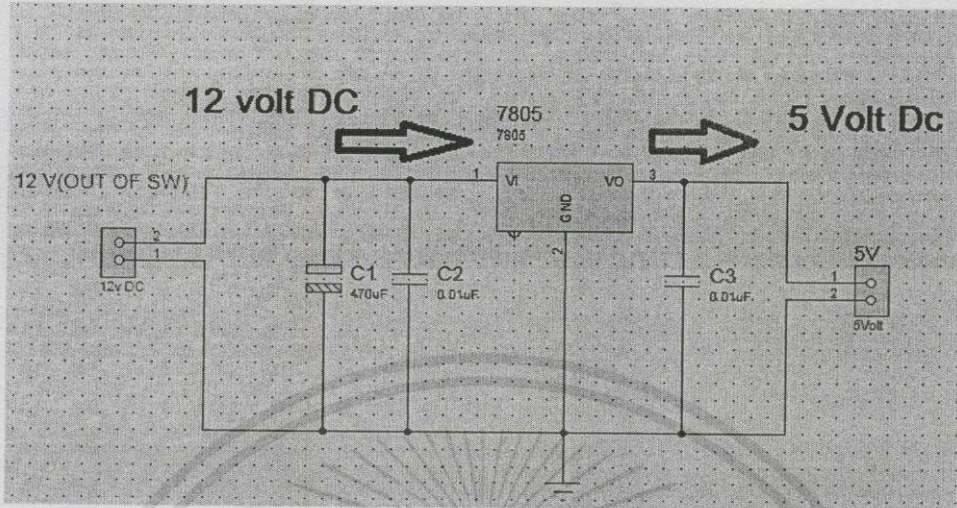 12 volt DC
7805
7805
5 Volt Dc
12 V(OUT OF SW)
1
VI
VO
3
GND
2
2
1
12v DC
C1
470uF
C2
0.01uF
C3
0.01uF
5V
1
2
5Volt